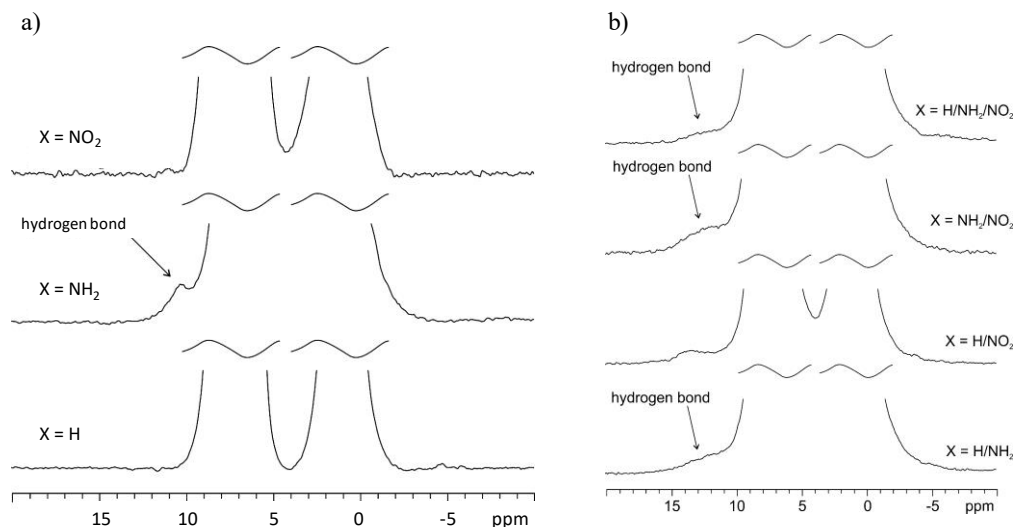 a)
X = NO₂
hydrogen bond
X = NH₂
X = H
15 10 5 0 -5 ppm
b)
hydrogen bond
X = H/NH₂/NO₂
hydrogen bond
X = NH₂/NO₂
X = H/NO₂
hydrogen bond
X = H/NH₂
15 10 5 0 -5 ppm